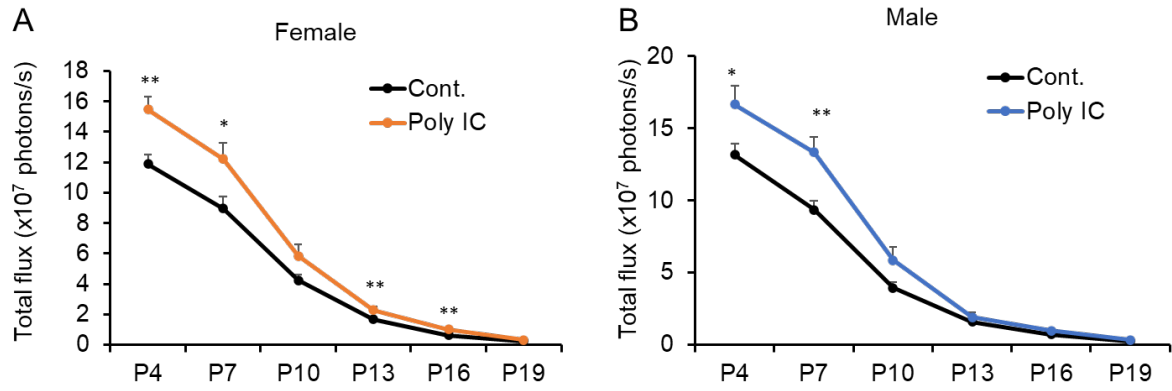 A
Female
Total flux (x10⁷ photons/s)
18
16
14
12
10
8
6
4
2
0
**
*
**
**
Cont.
Poly IC
P4 P7 P10 P13 P16 P19
B
Male
Total flux (x10⁷ photons/s)
20
15
10
5
0
*
**
Cont.
Poly IC
P4 P7 P10 P13 P16 P19